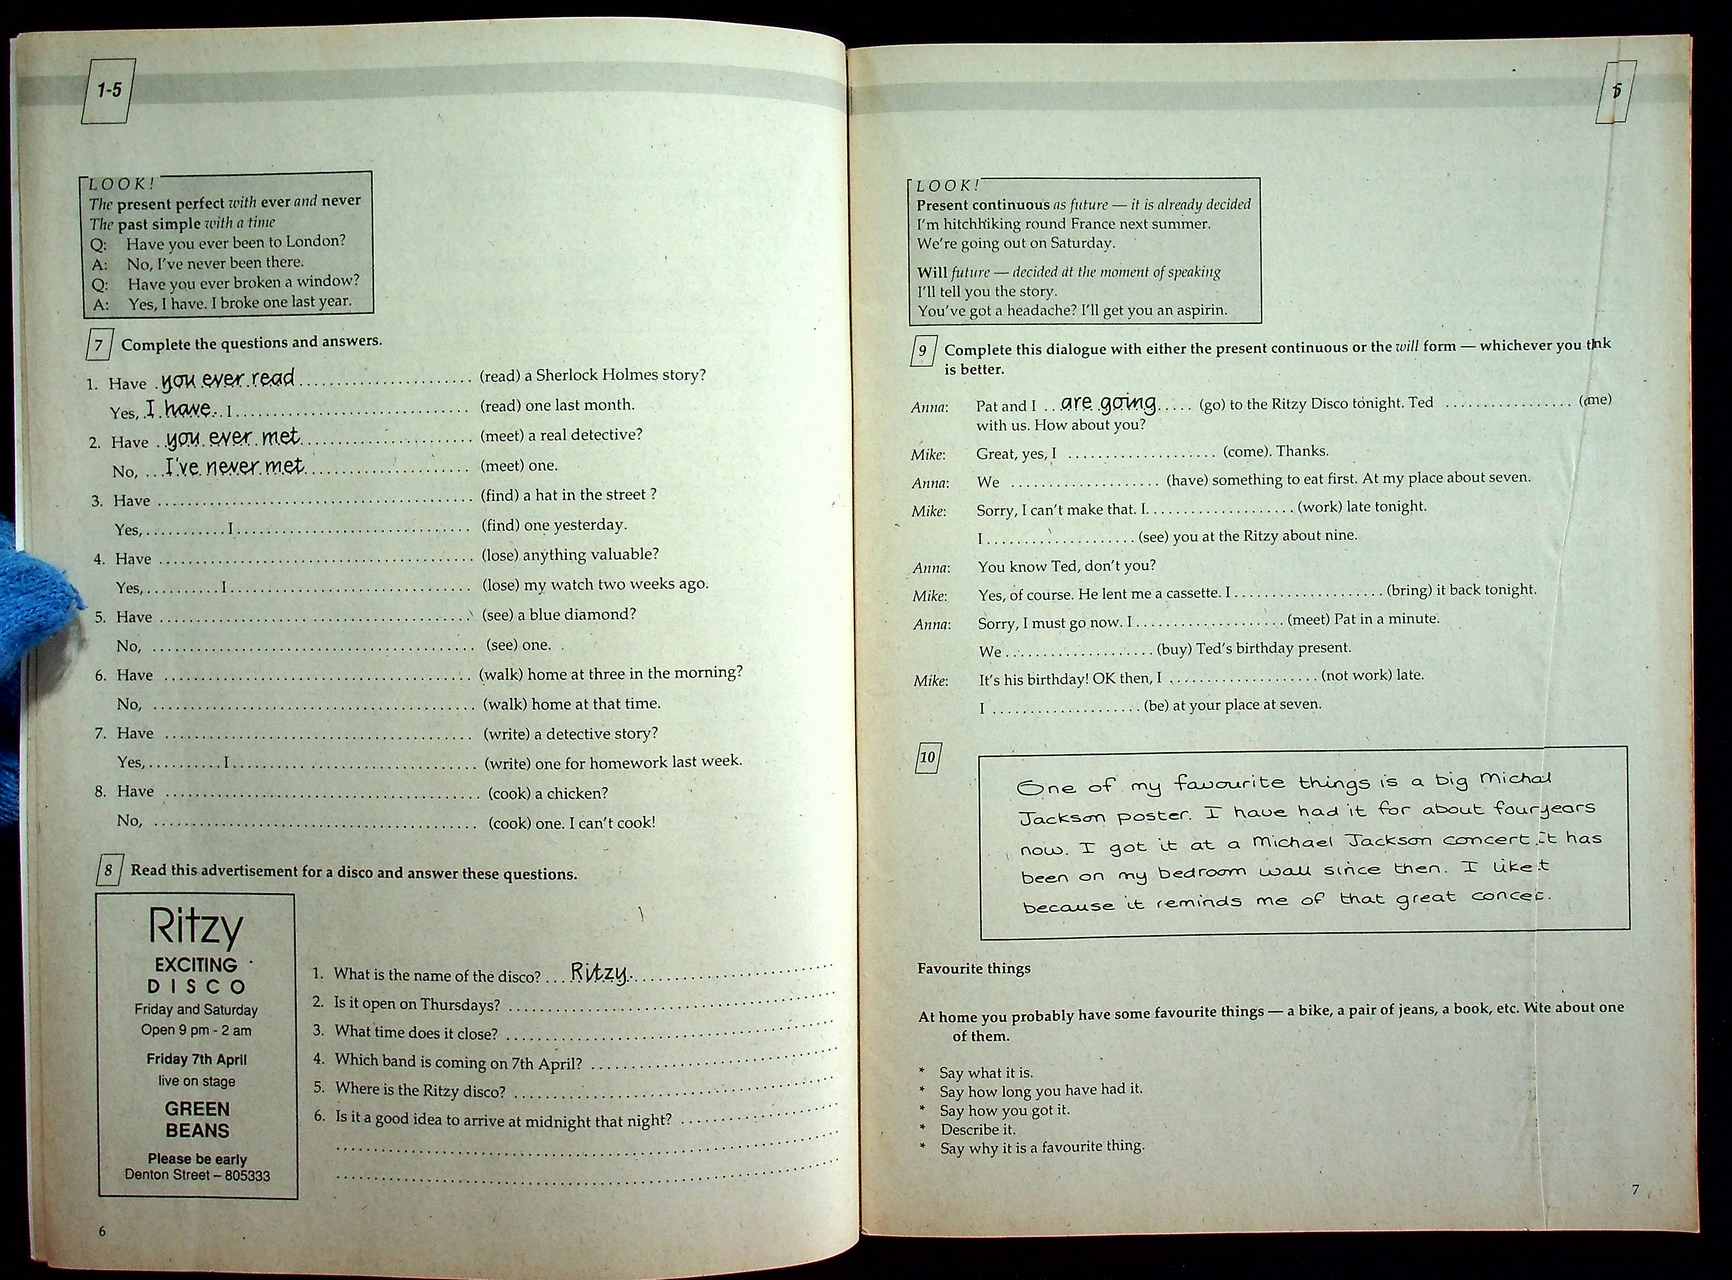 1-5
LOOK!
The present perfect with ever and never
The past simple with a time
Q: Have you ever been to London?
A: No, I've never been there.
Q: Have you ever broken a window?
A: Yes, I have. I broke one last year.
7 Complete the questions and answers.
1. Have you ever read (read) a Sherlock Holmes story?
Yes, I have. I (read) one last month.
2. Have you ever met (meet) a real detective?
No, I've never met (meet) one.
3. Have (find) a hat in the street ?
Yes, I (find) one yesterday.
4. Have (lose) anything valuable?
Yes, I (lose) my watch two weeks ago.
5. Have (see) a blue diamond?
No, (see) one.
6. Have (walk) home at three in the morning?
No, (walk) home at that time.
7. Have (write) a detective story?
Yes, I (write) one for homework last week.
8. Have (cook) a chicken?
No, (cook) one. I can't cook!
8 Read this advertisement for a disco and answer these questions.
Ritzy
EXCITING
DISCO
Friday and Saturday
Open 9 pm - 2 am
Friday 7th April
live on stage
GREEN
BEANS
Please be early
Denton Street – 805333
1. What is the name of the disco? Ritzy
2. Is it open on Thursdays?
3. What time does it close?
4. Which band is coming on 7th April?
5. Where is the Ritzy disco?
6. Is it a good idea to arrive at midnight that night?
6
5
LOOK!
Present continuous as future — it is already decided
I'm hitchhiking round France next summer.
We're going out on Saturday.
Will future — decided at the moment of speaking
I'll tell you the story.
You've got a headache? I'll get you an aspirin.
9 Complete this dialogue with either the present continuous or the will form — whichever you
is better.
Anna: Pat and I are going (go) to the Ritzy Disco tonight. Ted
with us. How about you?
Mike: Great, yes, I (come). Thanks.
Anna: We (have) something to eat first. At my place about seven.
Mike: Sorry, I can't make that. I (work) late tonight.
I (see) you at the Ritzy about nine.
Anna: You know Ted, don't you?
Mike: Yes, of course. He lent me a cassette. I (bring) it back tonight.
Anna: Sorry, I must go now. I (meet) Pat in a minute.
We (buy) Ted's birthday present.
Mike: It's his birthday! OK then, I (not work) late.
I (be) at your place at seven.
10
One of my favourite things is a big
Jackson poster. I have had it for about four years
now. I got it at a Michael Jackson concert. It has
been on my bedroom wall since then. I like it
because it reminds me of that great
Favourite things
At home you probably have some favourite things — a bike, a pair of jeans, a book, etc. about one
of them.
* Say what it is.
* Say how long you have had it.
* Say how you got it.
* Describe it.
* Say why it is a favourite thing.
7